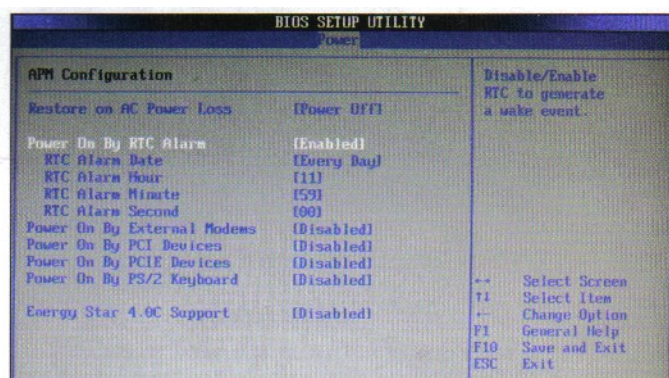 BIOS SETUP UTILITY
Power
APM Configuration
Restore on AC Power Loss [Power Off]
Power On By RTC Alarm [Enabled]
RTC Alarm Date [Every Day]
RTC Alarm Hour [11]
RTC Alarm Minute [59]
RTC Alarm Second [00]
Power On By External Modems [Disabled]
Power On By PCI Devices [Disabled]
Power On By PCIE Devices [Disabled]
Power On By PS/2 Keyboard [Disabled]
Energy Star 4.0C Support [Disabled]
Disable/Enable
RTC to generate
a wake event.
←→ Select Screen
↑↓ Select Item
+- Change Option
F1 General Help
F10 Save and Exit
ESC Exit